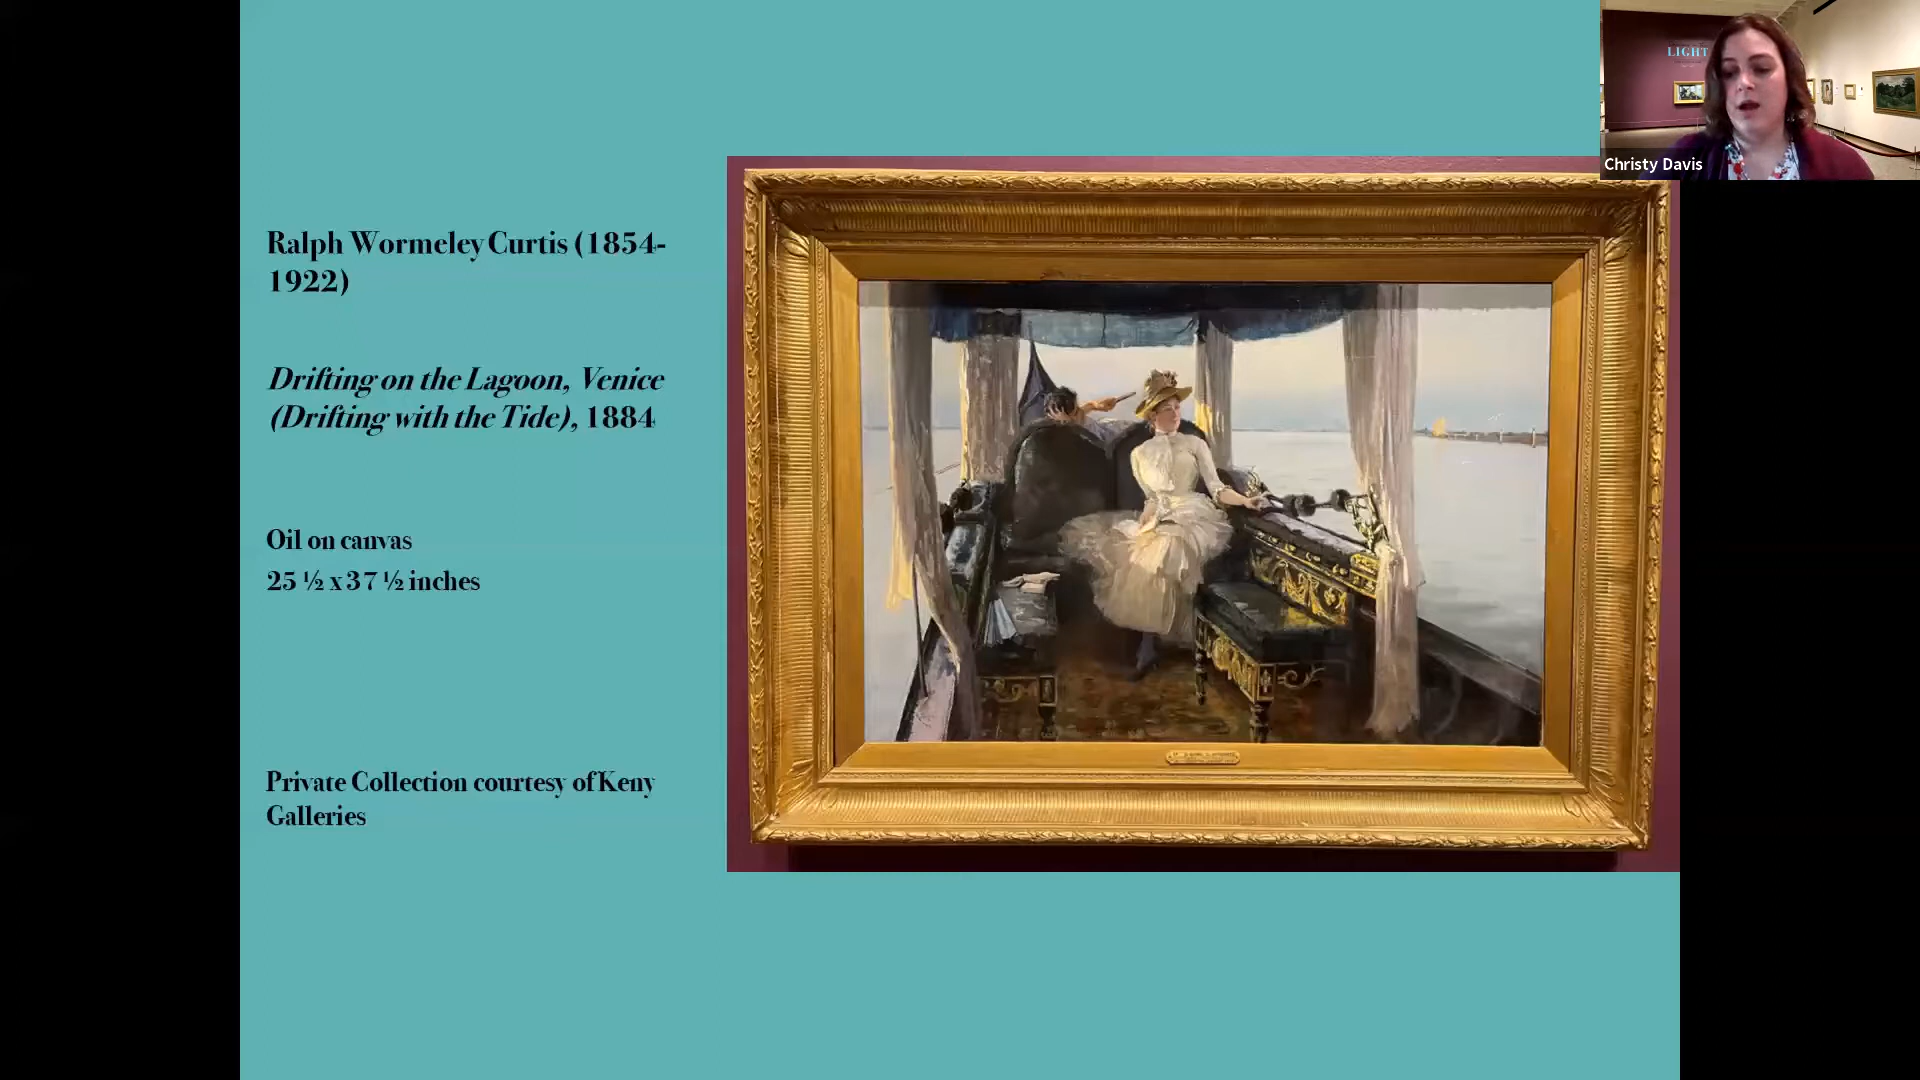 Ralph Wormeley Curtis (1854-
1922)
Drifting on the Lagoon, Venice
(Drifting with the Tide), 1884
Oil on canvas
25 ½ x 37 ½ inches
Private Collection courtesy of Keny
Galleries
LIGHT
Christy Davis